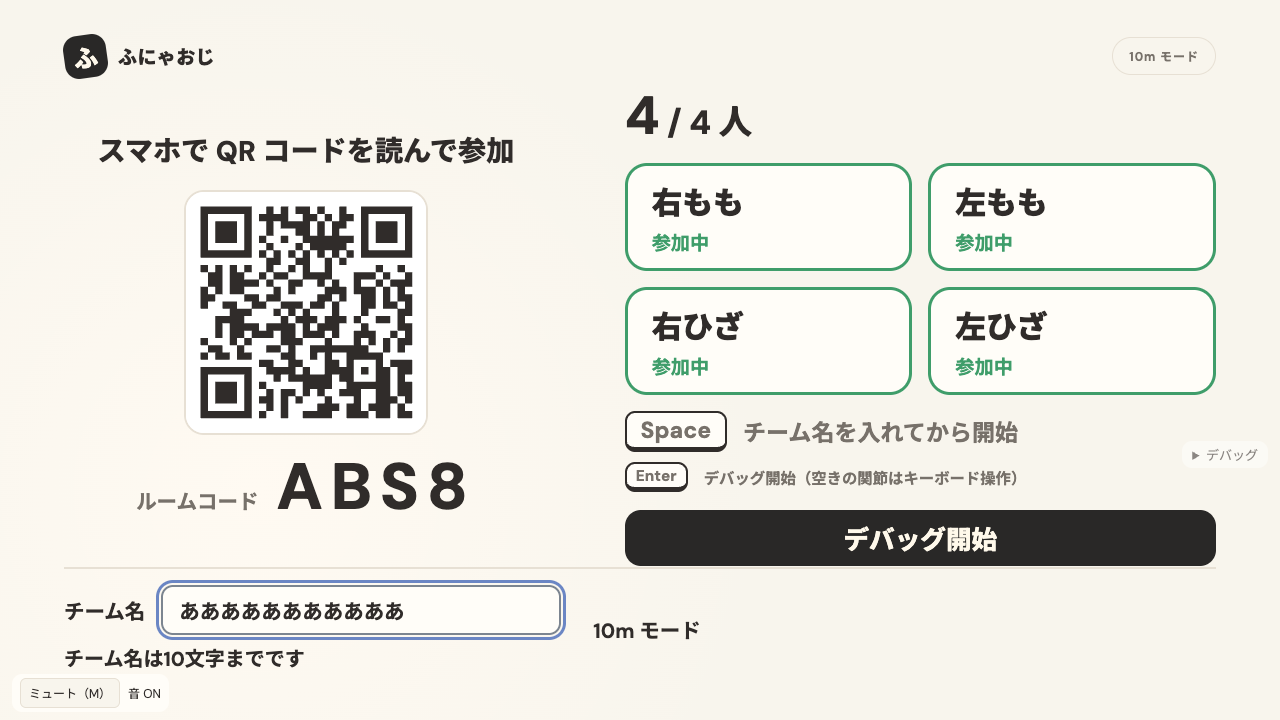 ふ ふにゃおじ
10m モード
スマホで QR コードを読んで参加
ルームコード ABS8
4 / 4 人
右もも
参加中
左もも
参加中
右ひざ
参加中
左ひざ
参加中
Space チーム名を入れてから開始
Enter デバッグ開始（空きの関節はキーボード操作）
デバッグ開始
▶ デバッグ
チーム名 あああああああああああ
チーム名は10文字までです
10m モード
ミュート（M） 音 ON